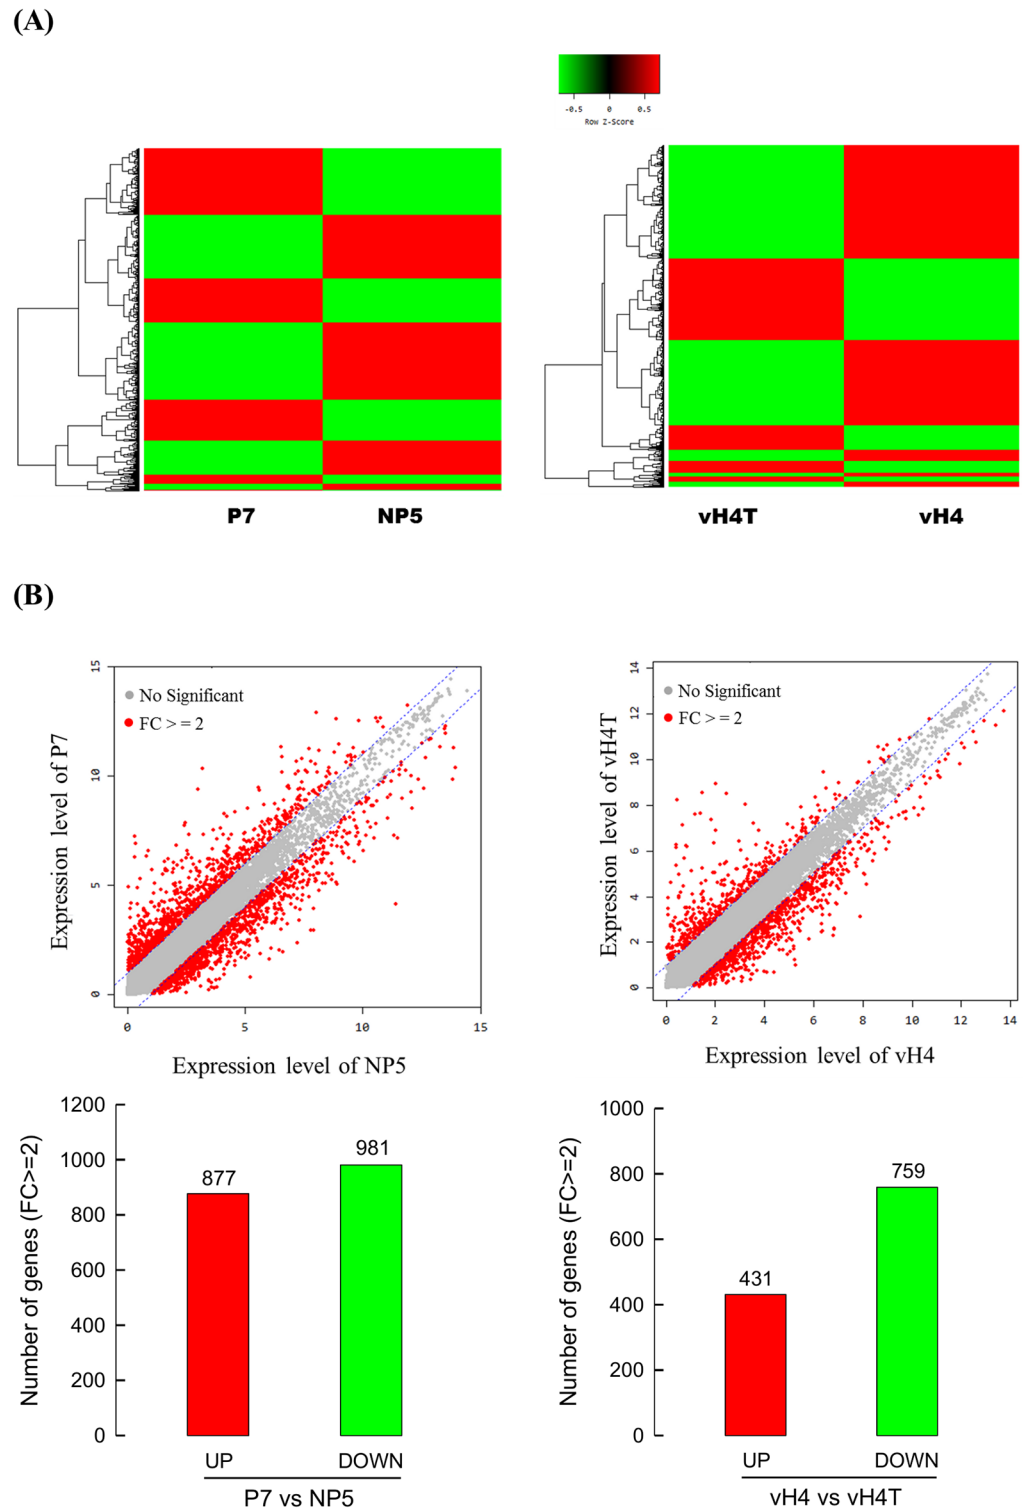 (A)
-0.5 0 0.5
Row Z-Score
P7 NP5
vH4T vH4
(B)
15
10
5
0
Expression level of P7
No Significant
FC > = 2
0 5 10 15
Expression level of NP5
14
12
10
8
6
4
2
0
Expression level of vH4T
No Significant
FC > = 2
0 2 4 6 8 10 12 14
Expression level of vH4
1200
1000
800
600
400
200
0
Number of genes (FC>=2)
877
981
UP DOWN
P7 vs NP5
1000
800
600
400
200
0
Number of genes (FC>=2)
431
759
UP DOWN
vH4 vs vH4T